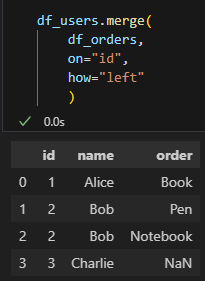 df_users.merge(
    df_orders,
    on="id",
    how="left"
    )
✓ 0.0s
id name order
0 1 Alice Book
1 2 Bob Pen
2 2 Bob Notebook
3 3 Charlie NaN